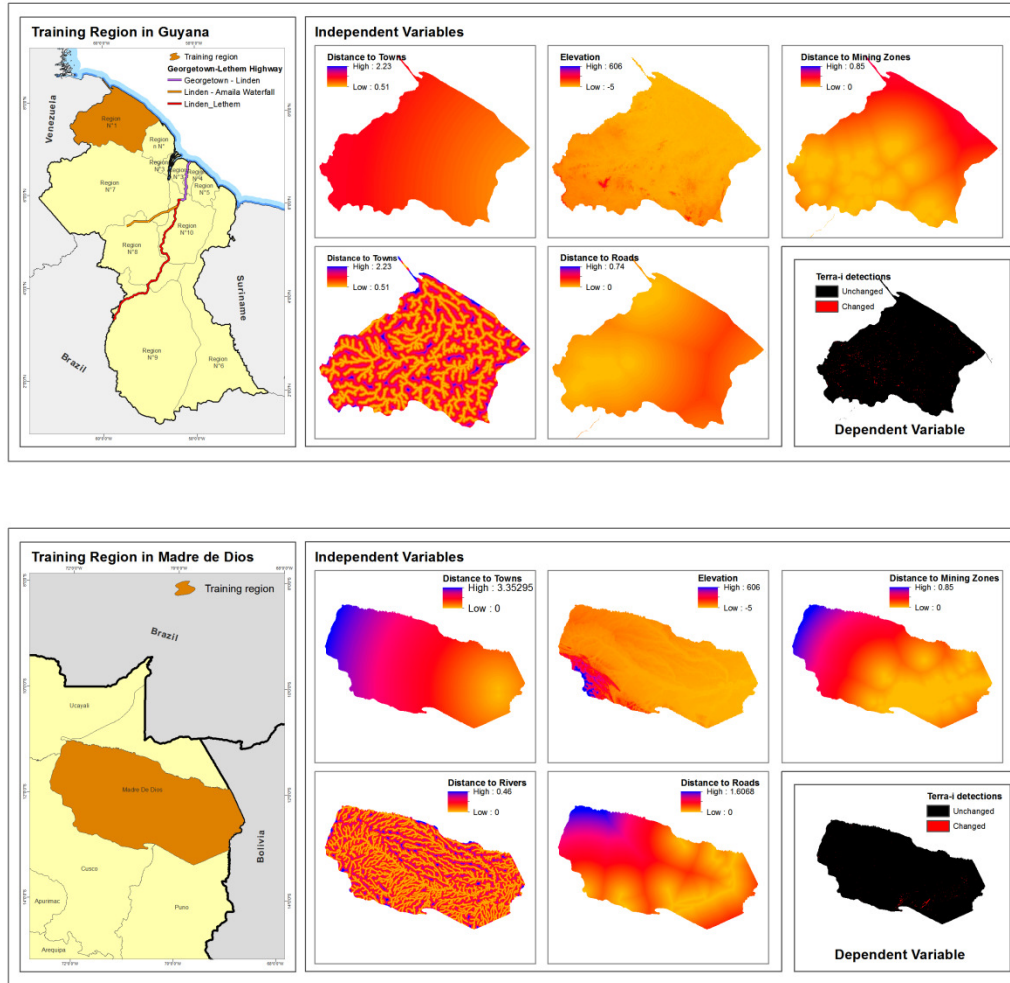 Training Region in Guyana
Training region
Georgetown-Lethem Highway
Georgetown - Linden
Linden - Amaila Waterfall
Linden_Lethem
Venezuela
Region
N°1
Region
n N°
Region
N°3
Region
N°4
Region
N°5
Region
N°7
Region
N°10
Region
N°8
Suriname
Region
N°9
Region
N°6
Brazil
Independent Variables
Distance to Towns
High : 2.23
Low : 0.51
Elevation
High : 606
Low : -5
Distance to Mining Zones
High : 0.85
Low : 0
Distance to Towns
High : 2.23
Low : 0.51
Distance to Roads
High : 0.74
Low : 0
Terra-i detections
Unchanged
Changed
Dependent Variable
Training Region in Madre de Dios
Training region
Brazil
Ucayali
Madre De Dios
Bolivia
Cusco
Apurimac
Puno
Arequipa
Independent Variables
Distance to Towns
High : 3.35295
Low : 0
Elevation
High : 606
Low : -5
Distance to Mining Zones
High : 0.85
Low : 0
Distance to Rivers
High : 0.46
Low : 0
Distance to Roads
High : 1.6068
Low : 0
Terra-i detections
Unchanged
Changed
Dependent Variable